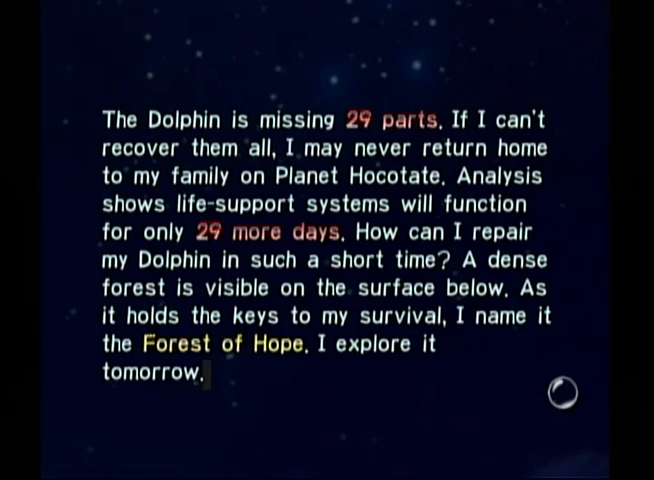 The Dolphin is missing 29 parts. If I can't
recover them all, I may never return home
to my family on Planet Hocotate. Analysis
shows life-support systems will function
for only 29 more days. How can I repair
my Dolphin in such a short time? A dense
forest is visible on the surface below. As
it holds the keys to my survival, I name it
the Forest of Hope. I explore it
tomorrow.